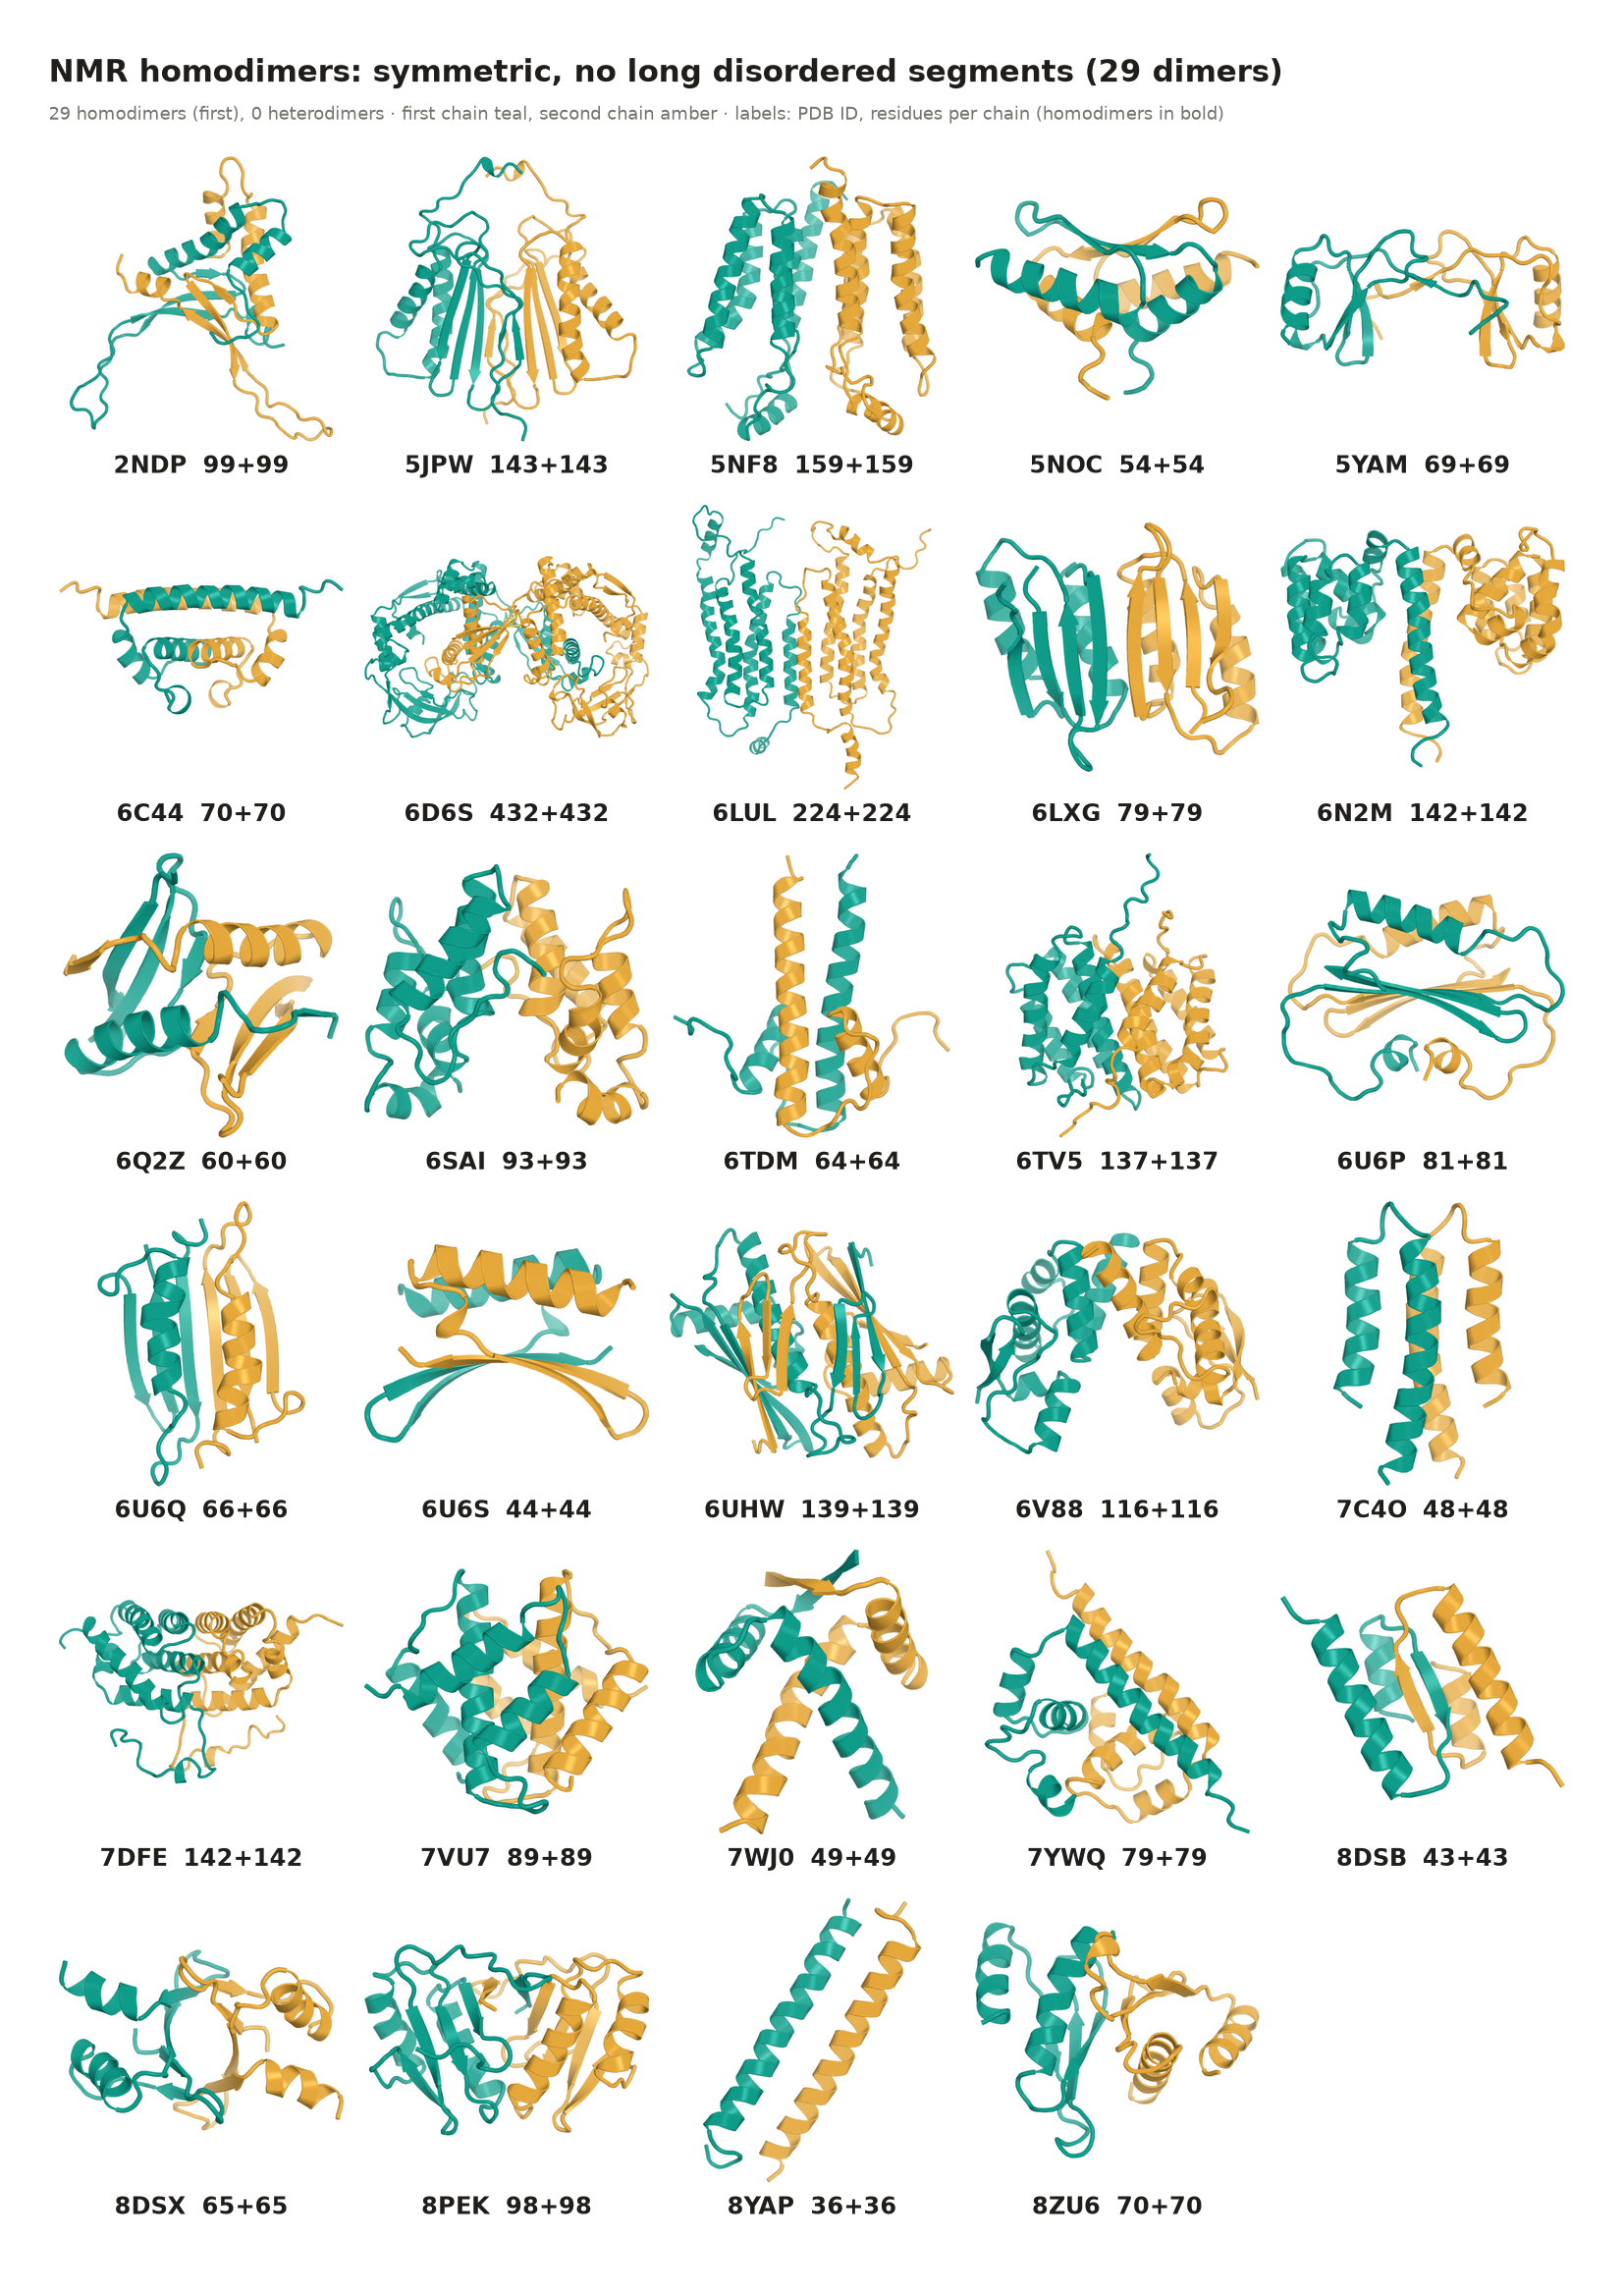 NMR homodimers: symmetric, no long disordered segments (29 dimers)
29 homodimers (first), 0 heterodimers · first chain teal, second chain amber · labels: PDB ID, residues per chain (homodimers in bold)
2NDP 99+99
5JPW 143+143
5NF8 159+159
5NOC 54+54
5YAM 69+69
6C44 70+70
6D6S 432+432
6LUL 224+224
6LXG 79+79
6N2M 142+142
6Q2Z 60+60
6SAI 93+93
6TDM 64+64
6TV5 137+137
6U6P 81+81
6U6Q 66+66
6U6S 44+44
6UHW 139+139
6V88 116+116
7C4O 48+48
7DFE 142+142
7VU7 89+89
7WJ0 49+49
7YWQ 79+79
8DSB 43+43
8DSX 65+65
8PEK 98+98
8YAP 36+36
8ZU6 70+70